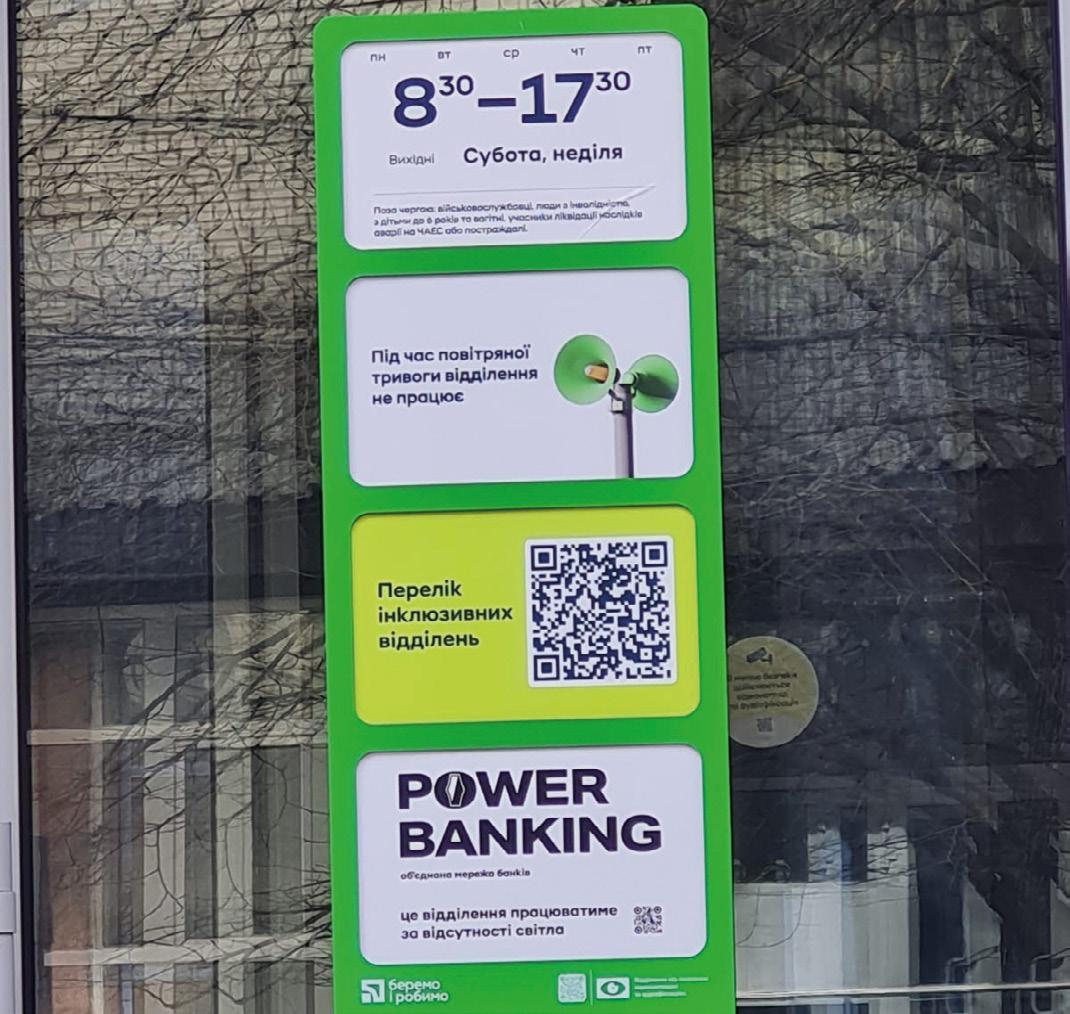 пн вт ср чт пт
8³⁰–17³⁰
Вихідні Субота, неділя
Поза чергою: військовослужбовці, люди з інвалідністю,
з дітьми до 6 років та вагітні, учасники ліквідації наслідків
аварії на ЧАЕС або постраждалі.
Під час повітряної
тривоги відділення
не працює
Перелік
інклюзивних
відділень
POWER
BANKING
об'єднана мережа банків
це відділення працюватиме
за відсутності світла
беремо
робимо